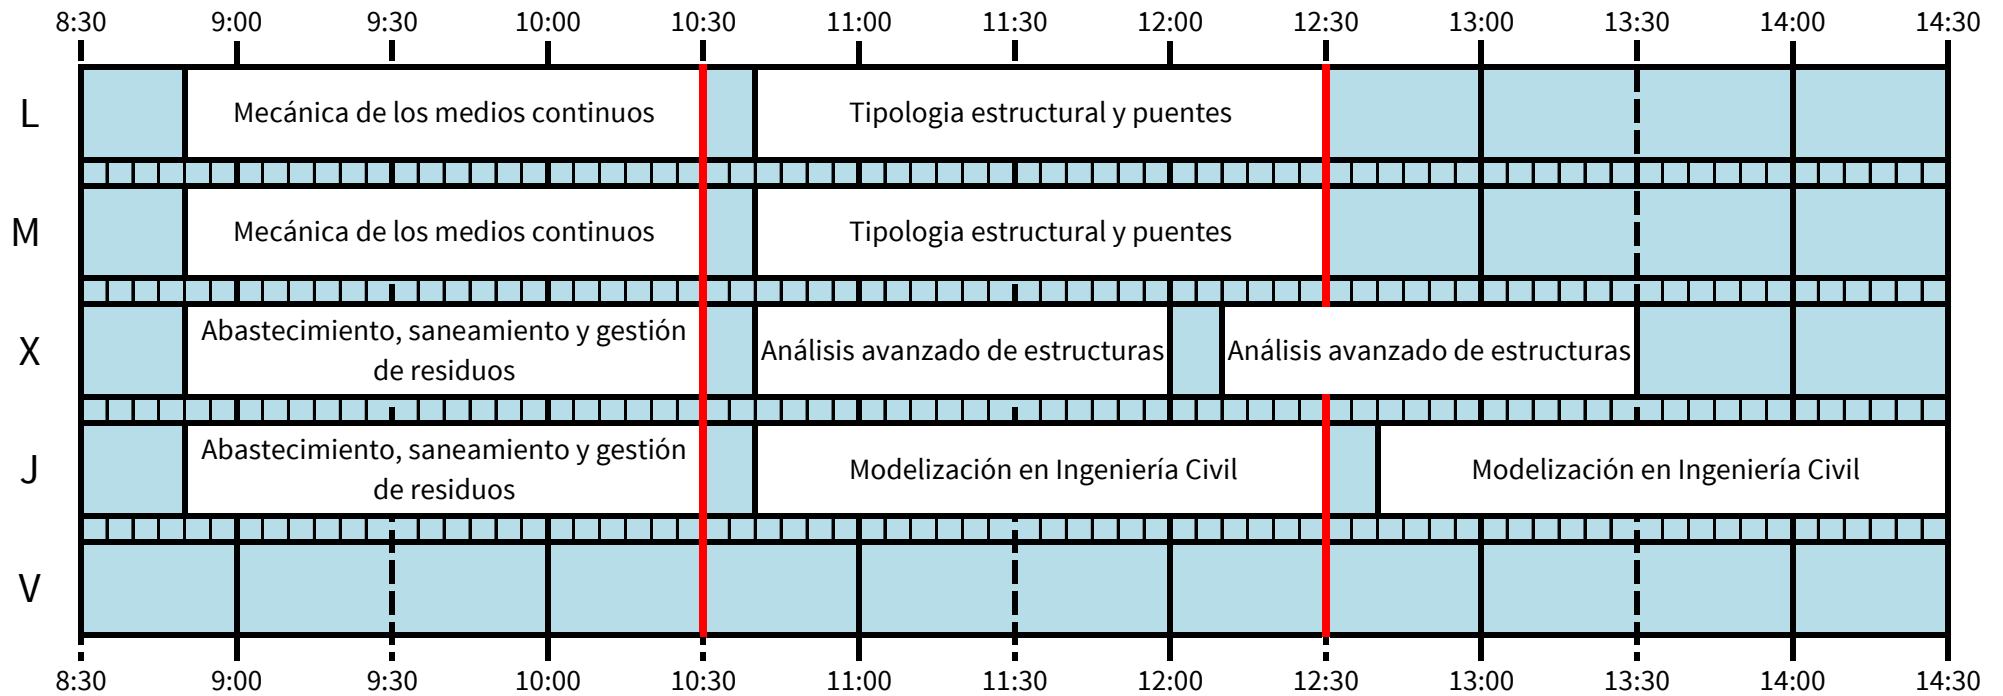 8:30 9:00 9:30 10:00 10:30 11:00 11:30 12:00 12:30 13:00 13:30 14:00 14:30
L Mecánica de los medios continuos Tipologia estructural y puentes
M Mecánica de los medios continuos Tipologia estructural y puentes
X Abastecimiento, saneamiento y gestión
de residuos
Análisis avanzado de estructuras Análisis avanzado de estructuras
J Abastecimiento, saneamiento y gestión
de residuos
Modelización en Ingeniería Civil Modelización en Ingeniería Civil
V
8:30 9:00 9:30 10:00 10:30 11:00 11:30 12:00 12:30 13:00 13:30 14:00 14:30